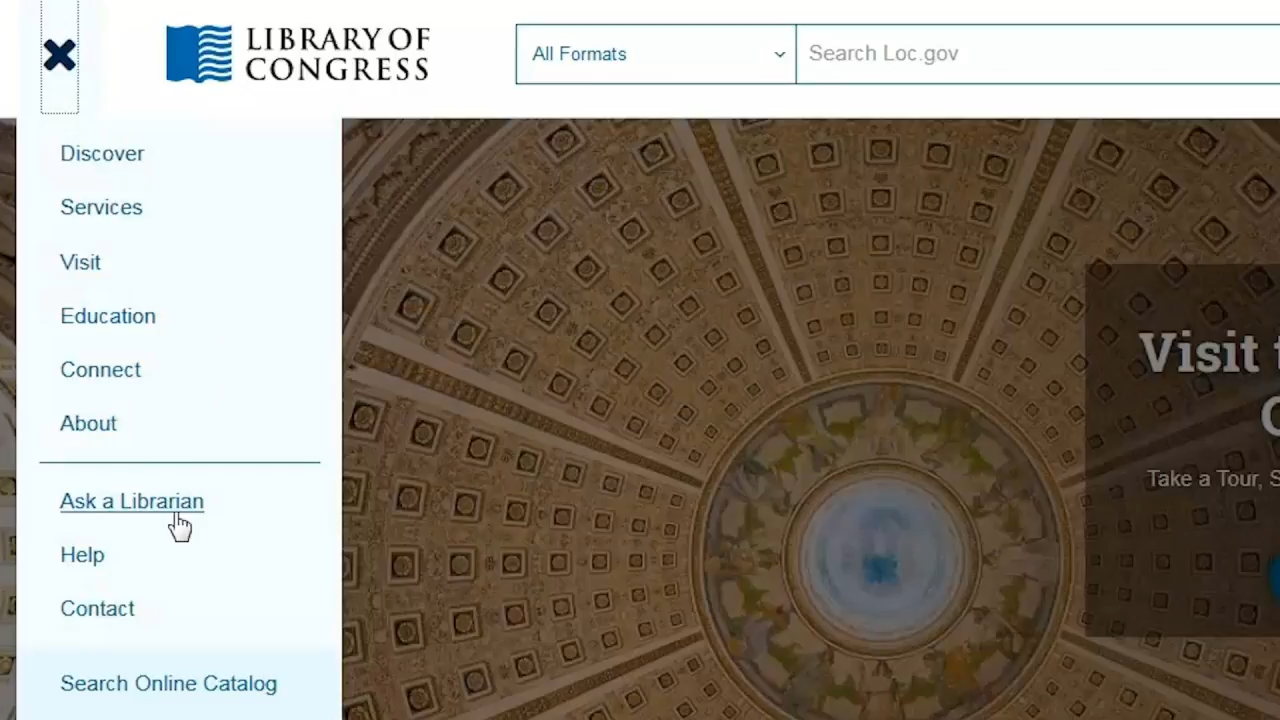 LIBRARY OF
CONGRESS
All Formats
Search Loc.gov
Discover
Services
Visit
Education
Connect
About
Ask a Librarian
Help
Contact
Search Online Catalog
Visit
Take a Tour,